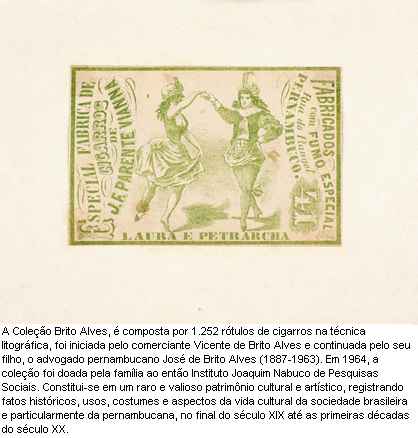 ESPECIAL FABRICA DE
CIGARROS
DE
J.F. PARENTE VIANNA
FABRICADOS
com FUMO ESPECIAL
Rua do
PERNAMBUCO.
41
LAURA E PETRARCHA
A Coleção Brito Alves, é composta por 1.252 rótulos de cigarros na técnica
litográfica, foi iniciada pelo comerciante Vicente de Brito Alves e continuada pelo seu
filho, o advogado pernambucano José de Brito Alves (1887-1963). Em 1964, a
coleção foi doada pela família ao então Instituto Joaquim Nabuco de Pesquisas
Sociais. Constitui-se em um raro e valioso patrimônio cultural e artístico, registrando
fatos históricos, usos, costumes e aspectos da vida cultural da sociedade brasileira
e particularmente da pernambucana, no final do século XIX até as primeiras décadas
do século XX.